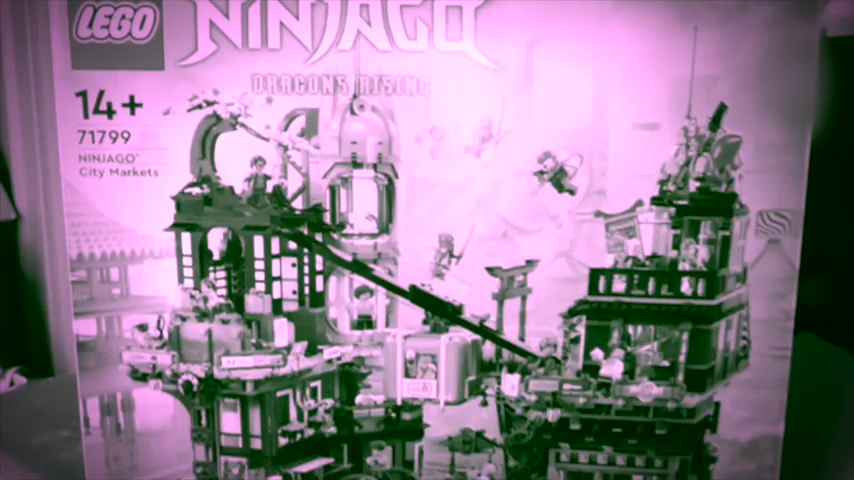 LEGO
NINJAGO
DRAGONS RISING
14+
71799
NINJAGO®
City Markets